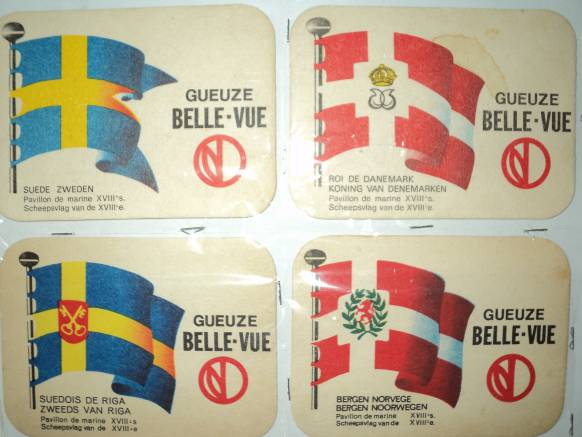 GUEUZE
BELLE·VUE
SUEDE ZWEDEN
Pavillon de marine XVIII·s.
Scheepsvlag van de XVIII·e.
GUEUZE
BELLE·VUE
ROI DE DANEMARK
KONING VAN DENEMARKEN
Pavillon de marine XVIII·s.
Scheepsvlag van de XVIII·e.
GUEUZE
BELLE·VUE
SUEDOIS DE RIGA
ZWEEDS VAN RIGA
Pavillon de marine XVIII·s
Scheepsvlag van de XVIII·e
GUEUZE
BELLE·VUE
BERGEN NORVEGE
BERGEN NOORWEGEN
Pavillon de marine XVIII·s.
Scheepsvlag van de XVIII·e.